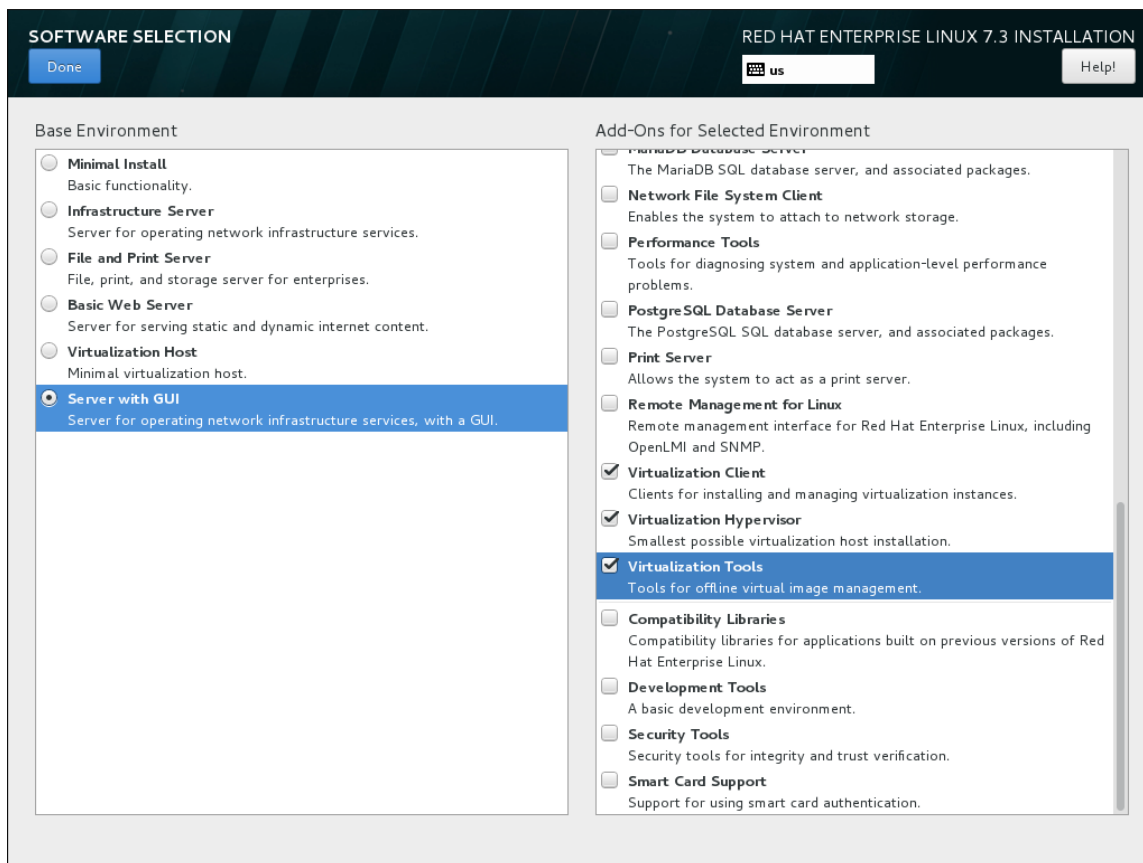 SOFTWARE SELECTION
RED HAT ENTERPRISE LINUX 7.3 INSTALLATION
Done
us
Help!
Base Environment
Minimal Install
Basic functionality.
Infrastructure Server
Server for operating network infrastructure services.
File and Print Server
File, print, and storage server for enterprises.
Basic Web Server
Server for serving static and dynamic internet content.
Virtualization Host
Minimal virtualization host.
Server with GUI
Server for operating network infrastructure services, with a GUI.
Add-Ons for Selected Environment
MariaDB Database Server
The MariaDB SQL database server, and associated packages.
Network File System Client
Enables the system to attach to network storage.
Performance Tools
Tools for diagnosing system and application-level performance
problems.
PostgreSQL Database Server
The PostgreSQL SQL database server, and associated packages.
Print Server
Allows the system to act as a print server.
Remote Management for Linux
Remote management interface for Red Hat Enterprise Linux, including
OpenLMI and SNMP.
Virtualization Client
Clients for installing and managing virtualization instances.
Virtualization Hypervisor
Smallest possible virtualization host installation.
Virtualization Tools
Tools for offline virtual image management.
Compatibility Libraries
Compatibility libraries for applications built on previous versions of Red
Hat Enterprise Linux.
Development Tools
A basic development environment.
Security Tools
Security tools for integrity and trust verification.
Smart Card Support
Support for using smart card authentication.